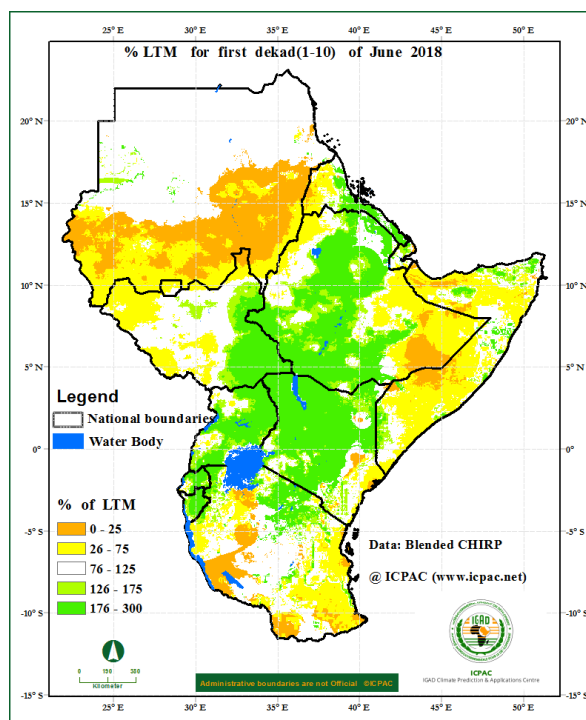 % LTM for first dekad(1-10) of June 2018
25° E 30° E 35° E 40° E 45° E 50° E
20° N 20° N
15° N 15° N
10° N 10° N
5° N 5° N
0° 0°
-5° S -5° S
-10° S -10° S
-15° S -15° S
Legend
National boundaries
Water Body
% of LTM
0 - 25
26 - 75
76 - 125
126 - 175
176 - 300
Data: Blended CHIRP
@ ICPAC (www.icpac.net)
IGAD
ICPAC
IGAD Climate Prediction & Applications Centre
0 150 300
Kilometer
Administrative boundaries are not Official ©ICPAC
25° E 30° E 35° E 40° E 45° E 50° E